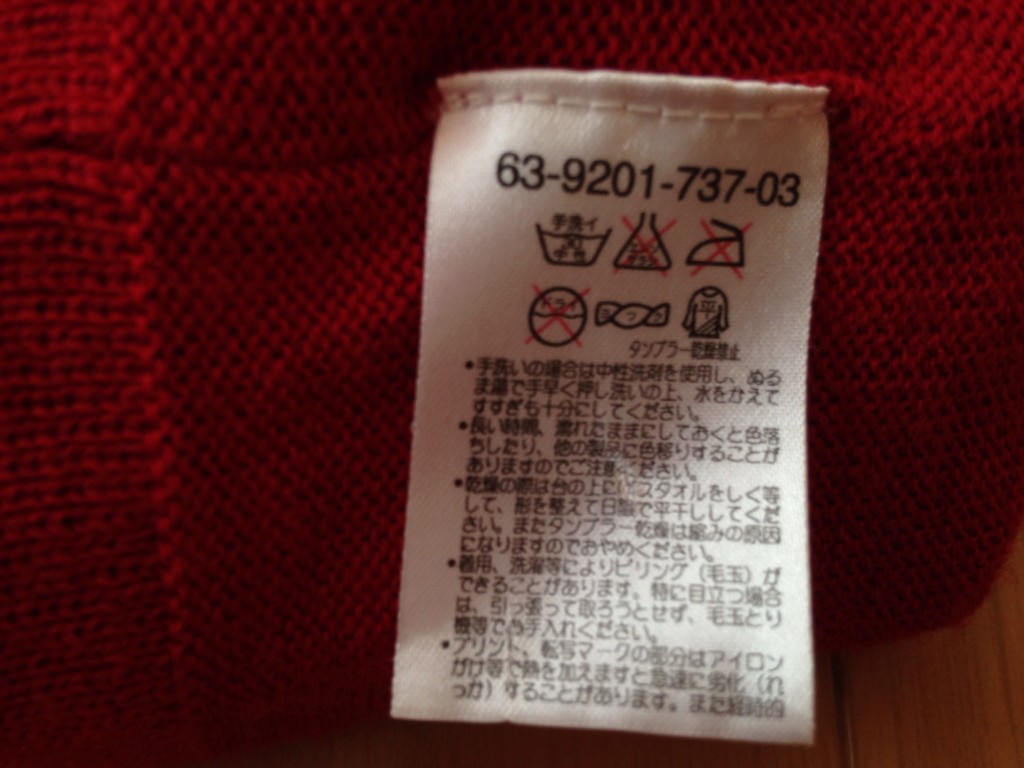 63-9201-737-03
手洗イ
30
中性
エンソ
サラシ
ドライ
ヨワク
平
タンブラー乾燥禁止
•手洗いの場合は中性洗剤を使用し、ぬる
ま湯で手早く押し洗いの上、水をかえて
すすぎも十分にしてください。
•長い時間、濡れたままにしておくと色落
ちしたり、他の製品に色移りすることが
ありますのでご注意ください。
•乾燥の際は台の上にバスタオルをしく等
して、形を整えて日陰で平干ししてくだ
さい。またタンブラー乾燥は縮みの原因
になりますのでおやめください。
•着用、洗濯等によりピリング（毛玉）が
できることがあります。特に目立つ場合
は、引っ張って取ろうとせず、毛玉とり
機等でお手入れください。
•プリント、転写マークの部分はアイロン
がけ等で熱を加えますと急速に劣化（れ
っか）することがあります。また経時的